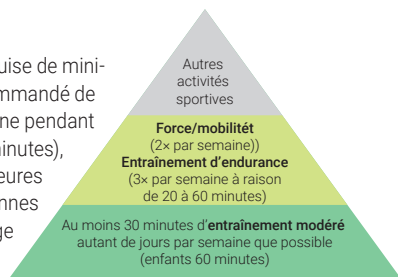 uise de mini-
mmandé de
ne pendant
inutes),
eures
nnes
ge
Autres
activités
sportives
Force/mobilitét
(2× par semaine))
Entraînement d'endurance
(3× par semaine à raison
de 20 à 60 minutes)
Au moins 30 minutes d'entraînement modéré
autant de jours par semaine que possible
(enfants 60 minutes)